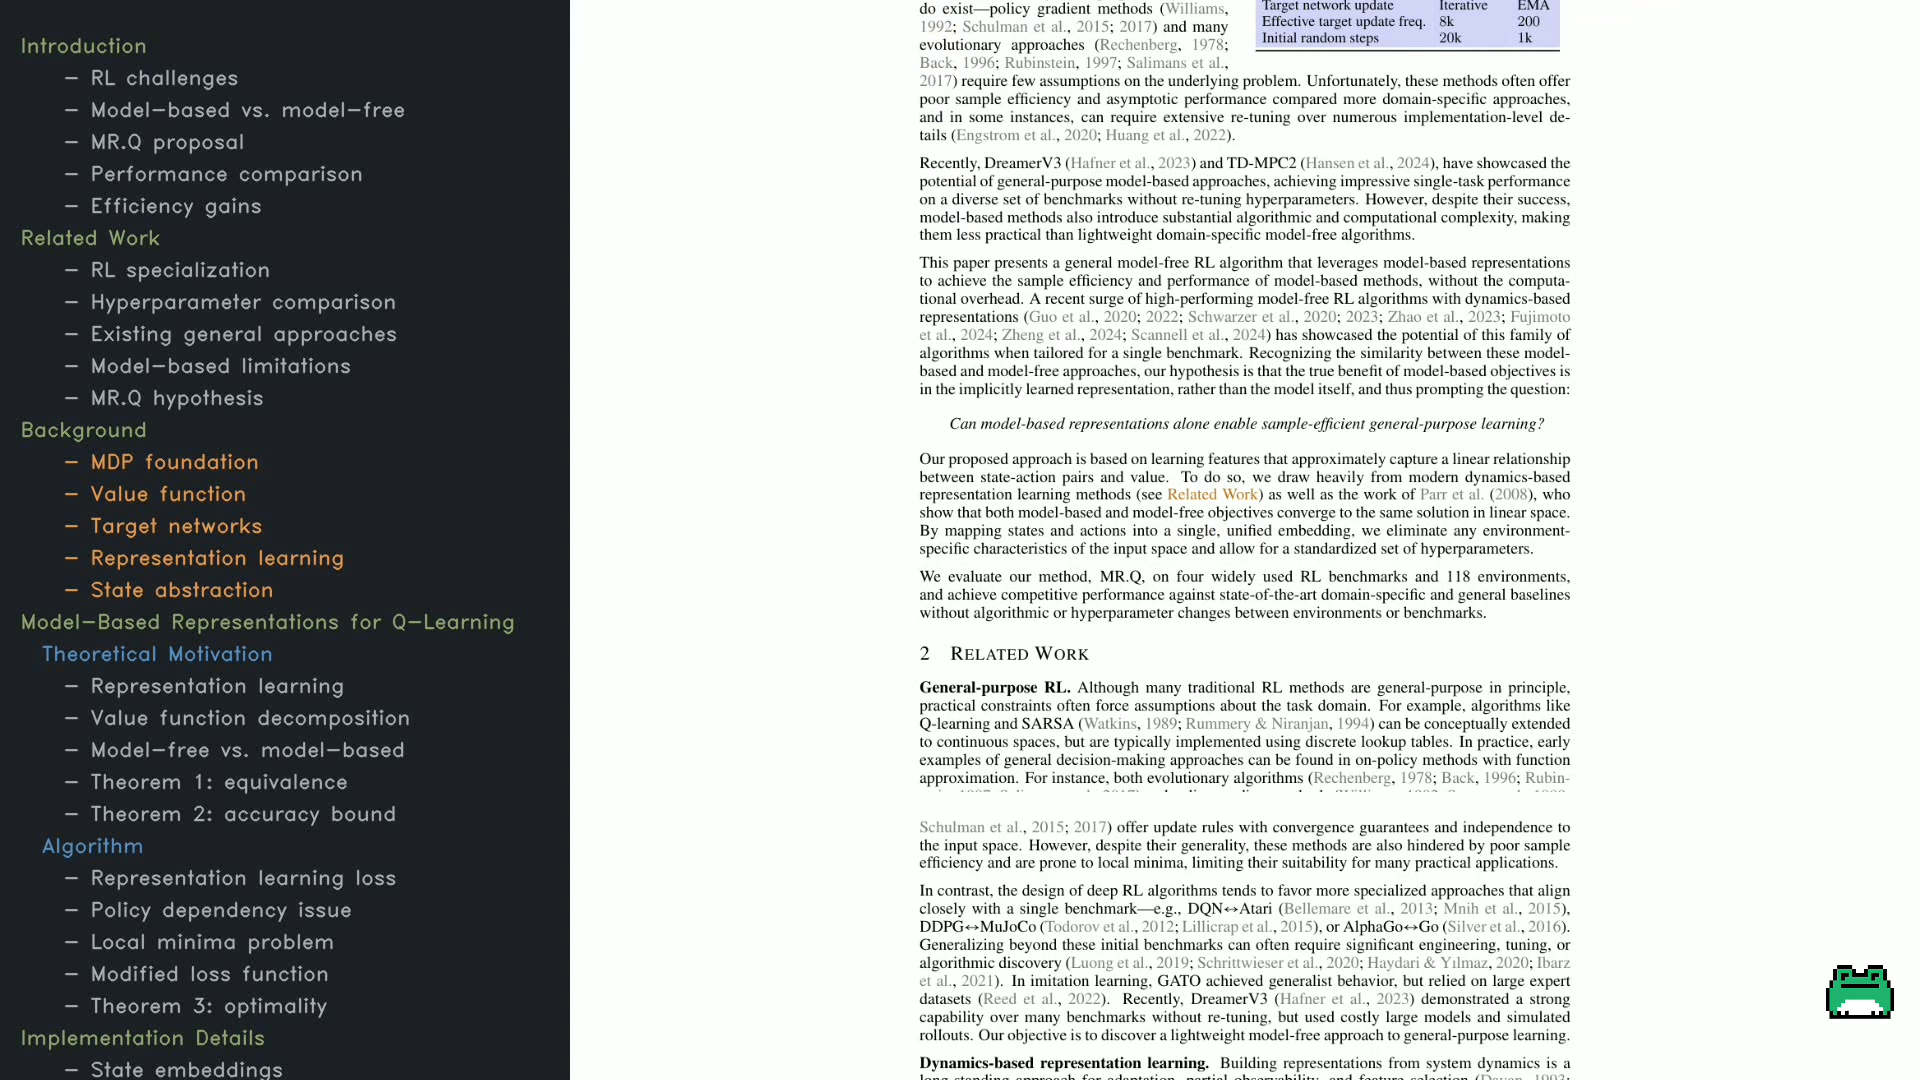 Introduction
– RL challenges
– Model-based vs. model-free
– MR.Q proposal
– Performance comparison
– Efficiency gains
Related Work
– RL specialization
– Hyperparameter comparison
– Existing general approaches
– Model-based limitations
– MR.Q hypothesis
Background
– MDP foundation
– Value function
– Target networks
– Representation learning
– State abstraction
Model-Based Representations for Q-Learning
Theoretical Motivation
– Representation learning
– Value function decomposition
– Model-free vs. model-based
– Theorem 1: equivalence
– Theorem 2: accuracy bound
Algorithm
– Representation learning loss
– Policy dependency issue
– Local minima problem
– Modified loss function
– Theorem 3: optimality
Implementation Details
– State embeddings
do exist—policy gradient methods (Williams,
1992; Schulman et al., 2015; 2017) and many
evolutionary approaches (Rechenberg, 1978;
Back, 1996; Rubinstein, 1997; Salimans et al.,
Target network update Iterative EMA
Effective target update freq. 8k 200
Initial random steps 20k 1k
2017) require few assumptions on the underlying problem. Unfortunately, these methods often offer
poor sample efficiency and asymptotic performance compared more domain-specific approaches,
and in some instances, can require extensive re-tuning over numerous implementation-level de-
tails (Engstrom et al., 2020; Huang et al., 2022).
Recently, DreamerV3 (Hafner et al., 2023) and TD-MPC2 (Hansen et al., 2024), have showcased the
potential of general-purpose model-based approaches, achieving impressive single-task performance
on a diverse set of benchmarks without re-tuning hyperparameters. However, despite their success,
model-based methods also introduce substantial algorithmic and computational complexity, making
them less practical than lightweight domain-specific model-free algorithms.
This paper presents a general model-free RL algorithm that leverages model-based representations
to achieve the sample efficiency and performance of model-based methods, without the computa-
tional overhead. A recent surge of high-performing model-free RL algorithms with dynamics-based
representations (Guo et al., 2020; 2022; Schwarzer et al., 2020; 2023; Zhao et al., 2023; Fujimoto
et al., 2024; Zheng et al., 2024; Scannell et al., 2024) has showcased the potential of this family of
algorithms when tailored for a single benchmark. Recognizing the similarity between these model-
based and model-free approaches, our hypothesis is that the true benefit of model-based objectives is
in the implicitly learned representation, rather than the model itself, and thus prompting the question:
Can model-based representations alone enable sample-efficient general-purpose learning?
Our proposed approach is based on learning features that approximately capture a linear relationship
between state-action pairs and value. To do so, we draw heavily from modern dynamics-based
representation learning methods (see Related Work) as well as the work of Parr et al. (2008), who
show that both model-based and model-free objectives converge to the same solution in linear space.
By mapping states and actions into a single, unified embedding, we eliminate any environment-
specific characteristics of the input space and allow for a standardized set of hyperparameters.
We evaluate our method, MR.Q, on four widely used RL benchmarks and 118 environments,
and achieve competitive performance against state-of-the-art domain-specific and general baselines
without algorithmic or hyperparameter changes between environments or benchmarks.
2 RELATED WORK
General-purpose RL. Although many traditional RL methods are general-purpose in principle,
practical constraints often force assumptions about the task domain. For example, algorithms like
Q-learning and SARSA (Watkins, 1989; Rummery & Niranjan, 1994) can be conceptually extended
to continuous spaces, but are typically implemented using discrete lookup tables. In practice, early
examples of general decision-making approaches can be found in on-policy methods with function
approximation. For instance, both evolutionary algorithms (Rechenberg, 1978; Back, 1996; Rubin-
Schulman et al., 2015; 2017) offer update rules with convergence guarantees and independence to
the input space. However, despite their generality, these methods are also hindered by poor sample
efficiency and are prone to local minima, limiting their suitability for many practical applications.
In contrast, the design of deep RL algorithms tends to favor more specialized approaches that align
closely with a single benchmark—e.g., DQN↔Atari (Bellemare et al., 2013; Mnih et al., 2015),
DDPG↔MuJoCo (Todorov et al., 2012; Lillicrap et al., 2015), or AlphaGo↔Go (Silver et al., 2016).
Generalizing beyond these initial benchmarks can often require significant engineering, tuning, or
algorithmic discovery (Luong et al., 2019; Schrittwieser et al., 2020; Haydari & Yılmaz, 2020; Ibarz
et al., 2021). In imitation learning, GATO achieved generalist behavior, but relied on large expert
datasets (Reed et al., 2022). Recently, DreamerV3 (Hafner et al., 2023) demonstrated a strong
capability over many benchmarks without re-tuning, but used costly large models and simulated
rollouts. Our objective is to discover a lightweight model-free approach to general-purpose learning.
Dynamics-based representation learning. Building representations from system dynamics is a